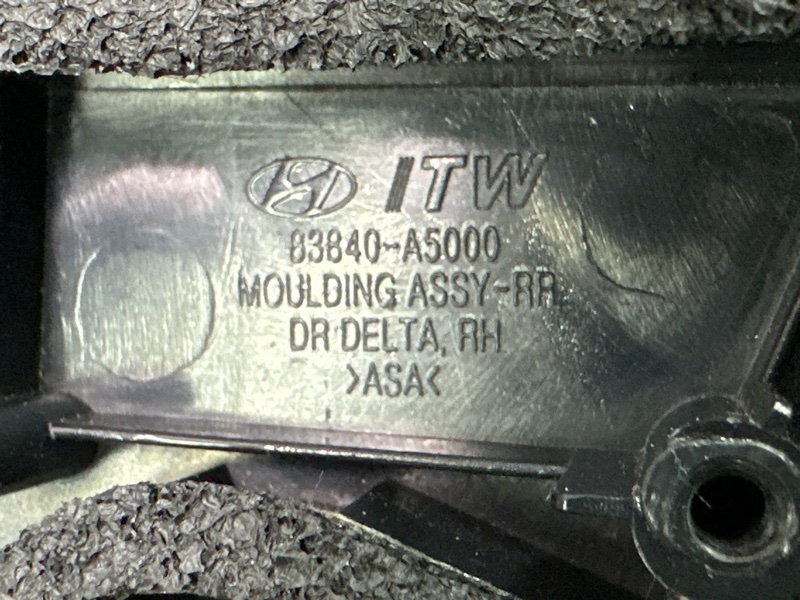 ITW
83840-A5000
MOULDING ASSY-RR
DR DELTA, RH
>ASA<